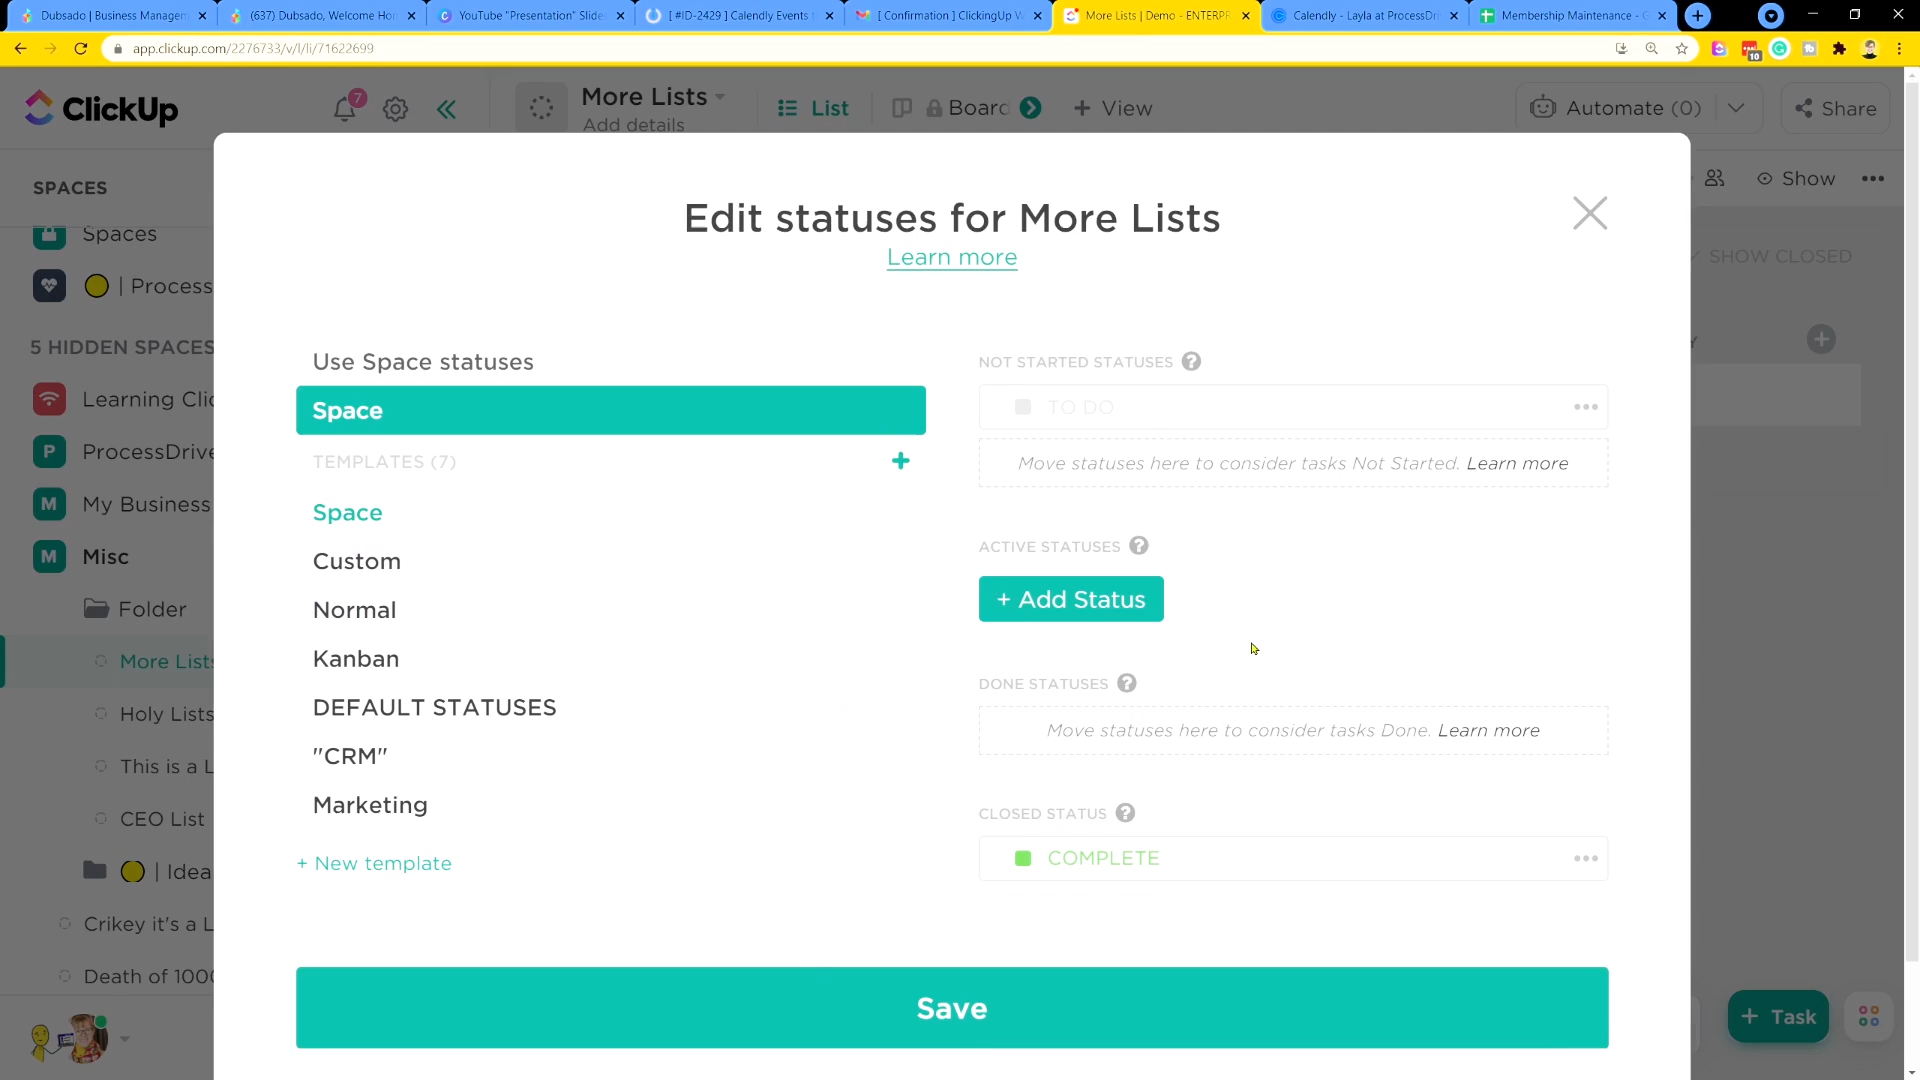 Dubsado | Business Managem
(637) Dubsado, Welcome Hom
YouTube "Presentation" Slides
[ #ID-2429 ] Calendly Events
[ Confirmation ] ClickingUp W
More Lists | Demo - ENTERPR
Calendly - Layla at ProcessDri
Membership Maintenance - G
app.clickup.com/2276733/v/l/li/71622699
10
ClickUp
7
More Lists
Add details
List
Board
+ View
Automate (0)
Share
SPACES
Show
Spaces
| Process
SHOW CLOSED
5 HIDDEN SPACES
Learning Clic
ProcessDrive
My Business
Misc
Folder
More Lists
Holy Lists
This is a L
CEO List
| Idea
Crikey it's a L
Death of 1000
Edit statuses for More Lists
Learn more
Use Space statuses
Space
TEMPLATES (7)
+
Space
Custom
Normal
Kanban
DEFAULT STATUSES
"CRM"
Marketing
+ New template
NOT STARTED STATUSES ?
TO DO
Move statuses here to consider tasks Not Started. Learn more
ACTIVE STATUSES ?
+ Add Status
DONE STATUSES ?
Move statuses here to consider tasks Done. Learn more
CLOSED STATUS ?
COMPLETE
Save
+ Task